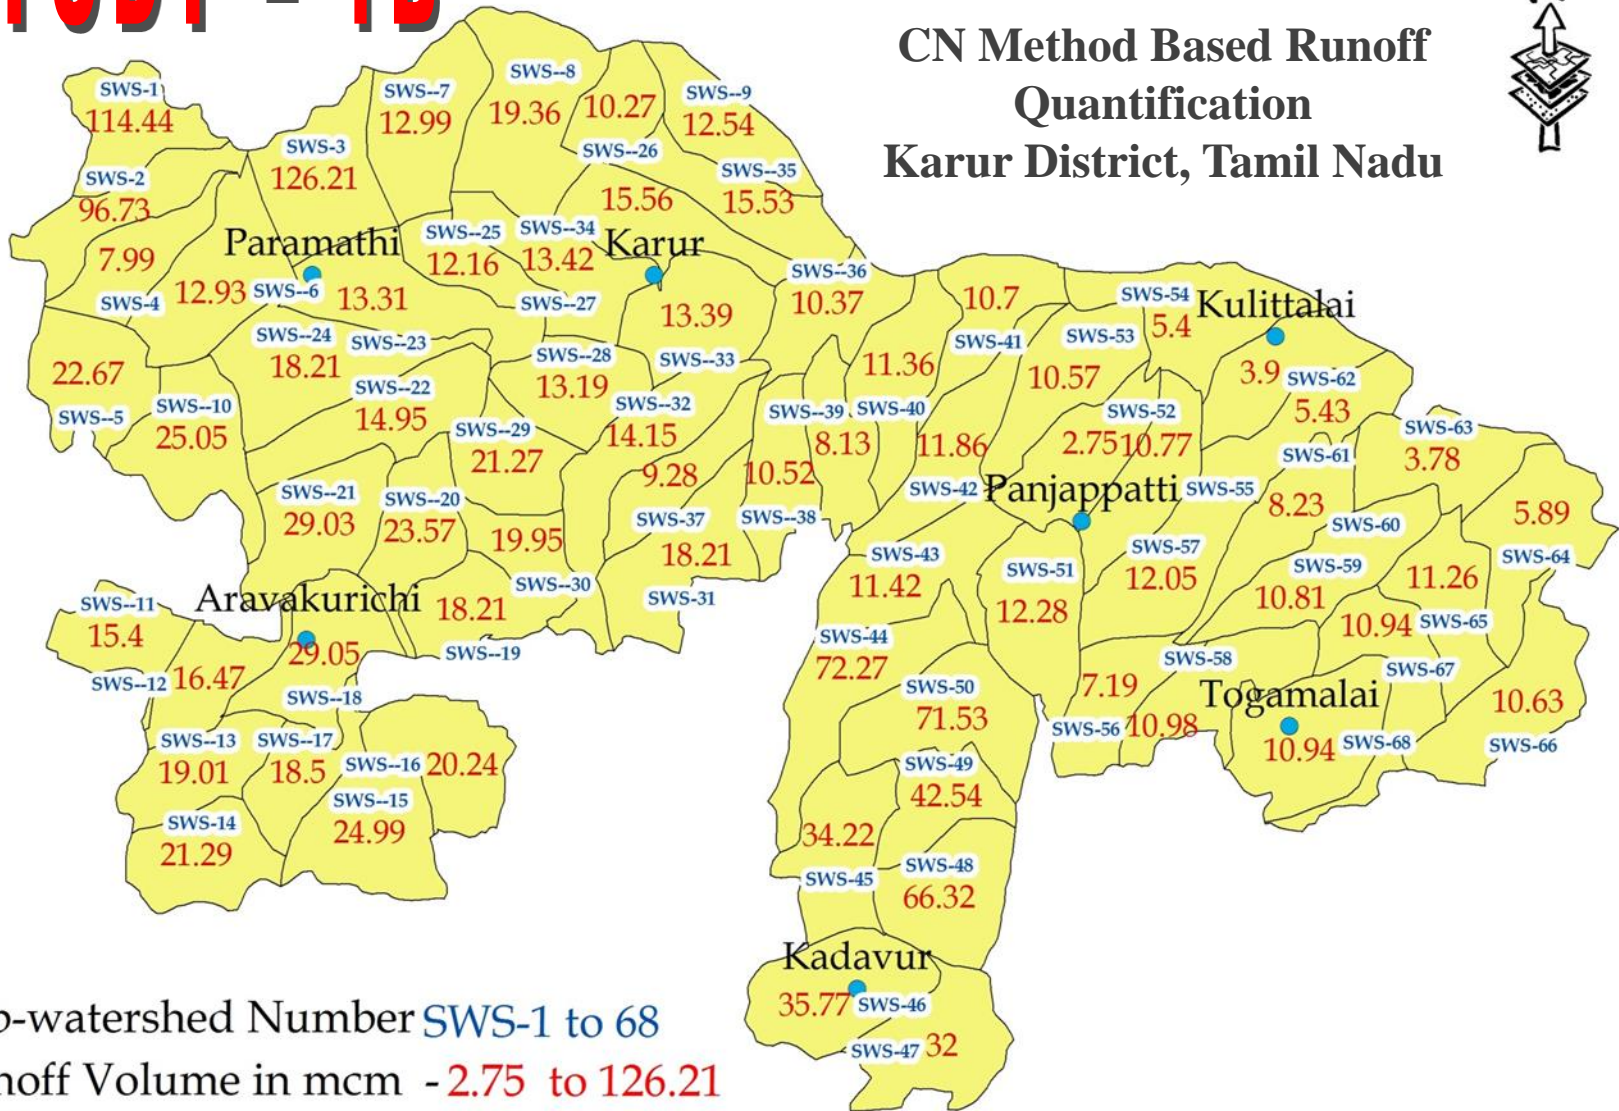 CN Method Based Runoff
Quantification
Karur District, Tamil Nadu
SWS-1
114.44
SWS-2
96.73
SWS-3
126.21
SWS--7
12.99
SWS--8
19.36
10.27
SWS--9
12.54
SWS--26
15.56
SWS--35
15.53
7.99
SWS--4
12.93
Paramathi
SWS--6
13.31
SWS--25
12.16
SWS--34
13.42
Karur
SWS--27
13.39
SWS--36
10.37
10.7
SWS-54
5.4
Kulittalai
22.67
SWS--5
SWS--10
25.05
SWS--24
18.21
SWS--23
SWS--22
14.95
SWS--28
13.19
SWS--33
SWS--32
14.15
SWS--29
21.27
9.28
10.52
SWS--39
8.13
SWS--40
11.36
SWS-41
11.86
SWS-53
10.57
SWS-52
2.75
10.77
3.9
SWS-62
5.43
SWS-61
8.23
SWS-63
3.78
5.89
SWS--21
29.03
SWS--20
23.57
19.95
SWS-37
18.21
SWS--38
SWS-42
Panjappatti
SWS-55
SWS-60
SWS-64
SWS-43
11.42
SWS-51
12.28
SWS-57
12.05
SWS-59
10.81
11.26
SWS--11
15.4
Aravakurichi
18.21
SWS--30
SWS-31
29.05
SWS--19
SWS-44
72.27
10.94
SWS-65
SWS--12
16.47
SWS--18
SWS-50
71.53
7.19
SWS-58
SWS-67
SWS-56
10.98
Togamalai
10.94
SWS-68
10.63
SWS-66
SWS--13
19.01
SWS--17
18.5
SWS--16
20.24
SWS--15
24.99
SWS-14
21.29
SWS-49
42.54
34.22
SWS-45
SWS-48
66.32
Kadavur
35.77
SWS-46
SWS-47
32
-watershed Number SWS-1 to 68
noff Volume in mcm - 2.75 to 126.21